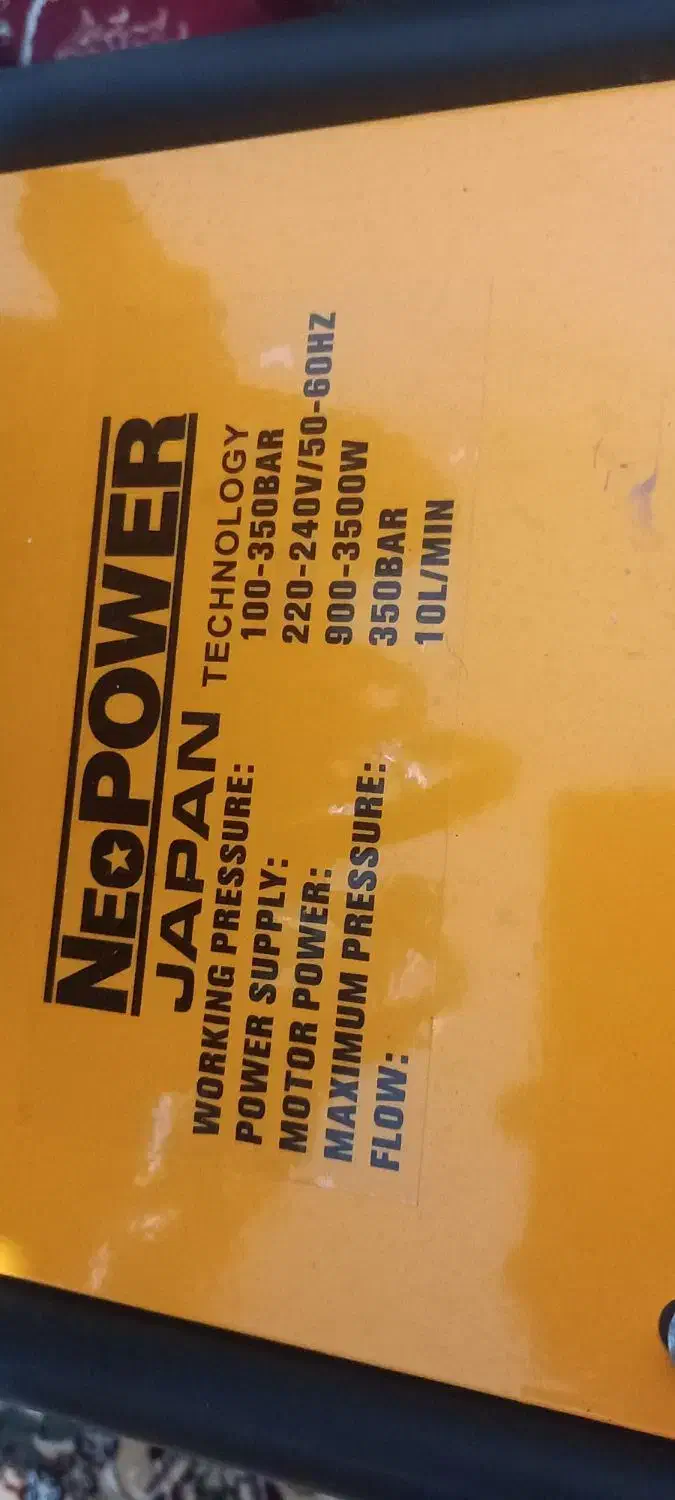 NEOPOWER
JAPAN TECHNOLOGY
WORKING PRESSURE: 100-350BAR
POWER SUPPLY: 220-240V/50-60HZ
MOTOR POWER: 900-3500W
MAXIMUM PRESSURE: 350BAR
FLOW: 10L/MIN